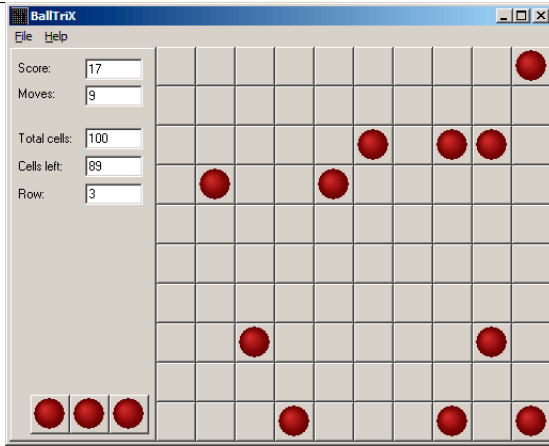 BallTriX
File Help
Score: 17
Moves: 9
Total cells: 100
Cells left: 89
Row: 3